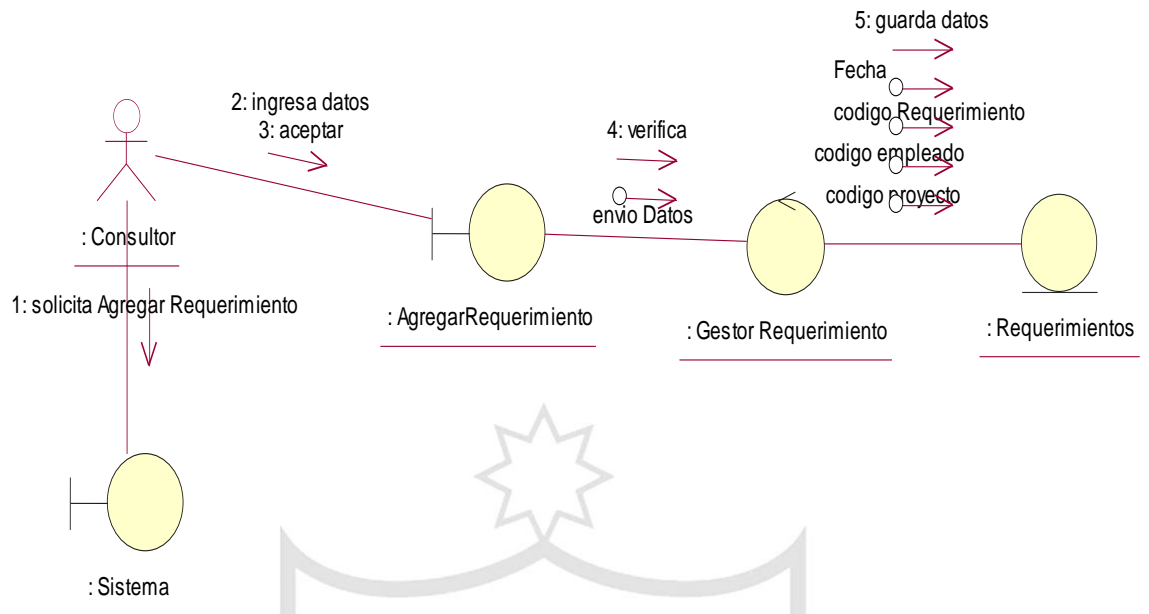 5: guarda datos
Fecha
codigo Requerimiento
codigo empleado
codigo proyecto
2: ingresa datos
3: aceptar
4: verifica
envio Datos
: Consultor
1: solicita Agregar Requerimiento
: AgregarRequerimiento
: Gestor Requerimiento
: Requerimientos
: Sistema